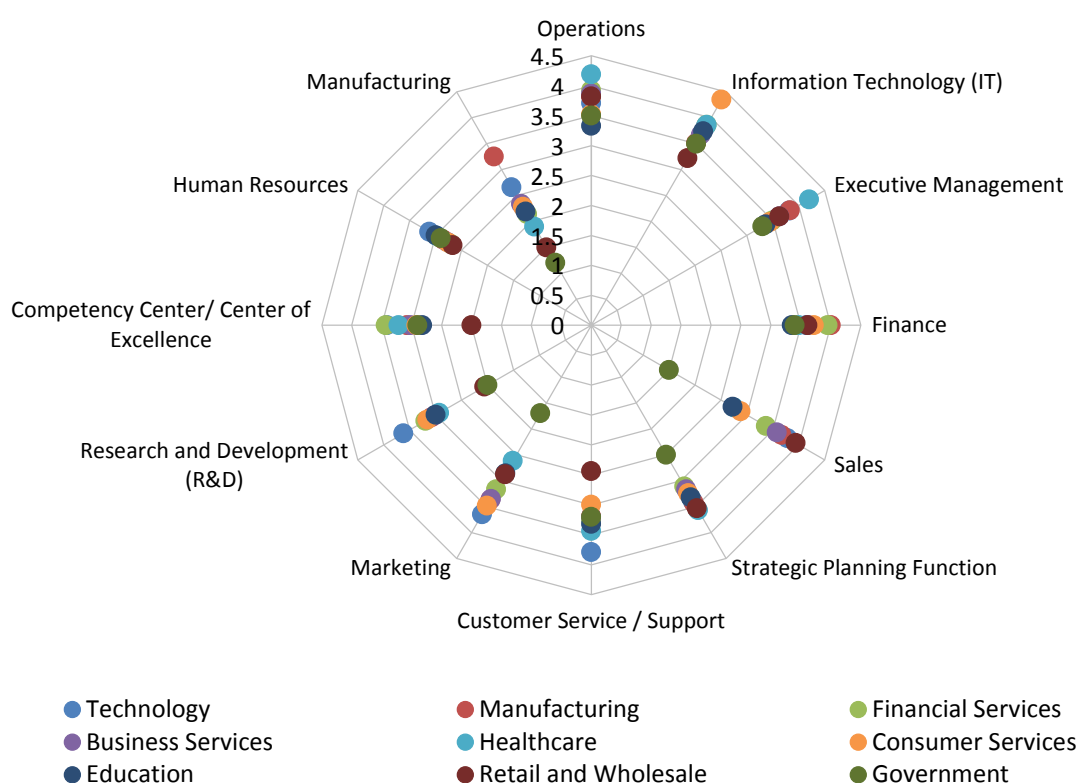 Operations
4.5
Manufacturing
Information Technology (IT)
4
3.5
3
2.5
Human Resources
Executive Management
2
1.5
1
0.5
Competency Center/ Center of
Excellence
0
Finance
Research and Development
(R&D)
Sales
Marketing
Strategic Planning Function
Customer Service / Support
Technology
Manufacturing
Financial Services
Business Services
Healthcare
Consumer Services
Education
Retail and Wholesale
Government